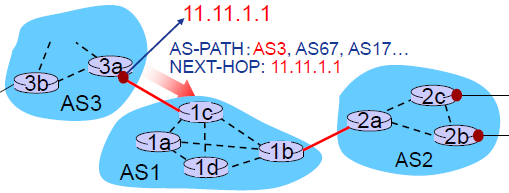 11.11.1.1
AS-PATH: AS3, AS67, AS17…
NEXT-HOP: 11.11.1.1
3a
3b
AS3
1c
1a
1d
1b
AS1
2c
2a
2b
AS2